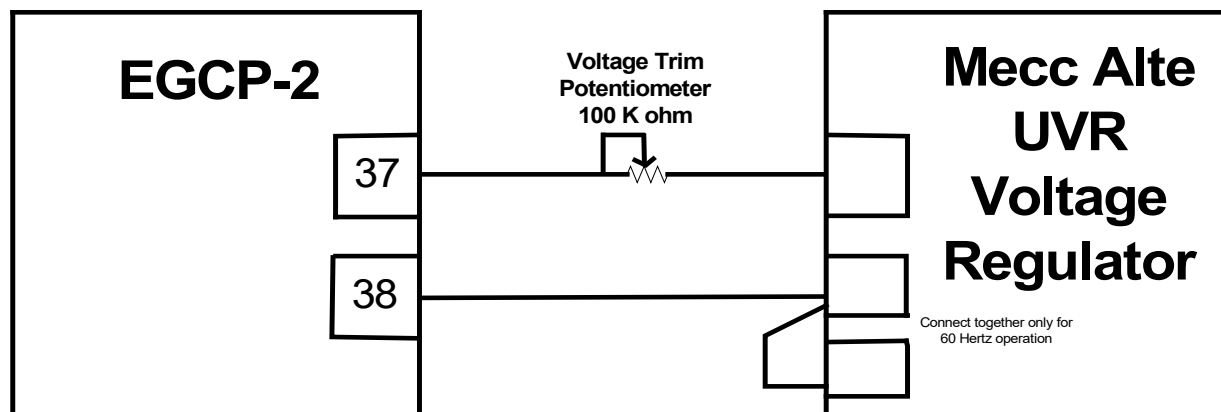 EGCP-2
Voltage Trim
Potentiometer
100 K ohm
Mecc Alte
UVR
Voltage
Regulator
37
38
Connect together only for
60 Hertz operation